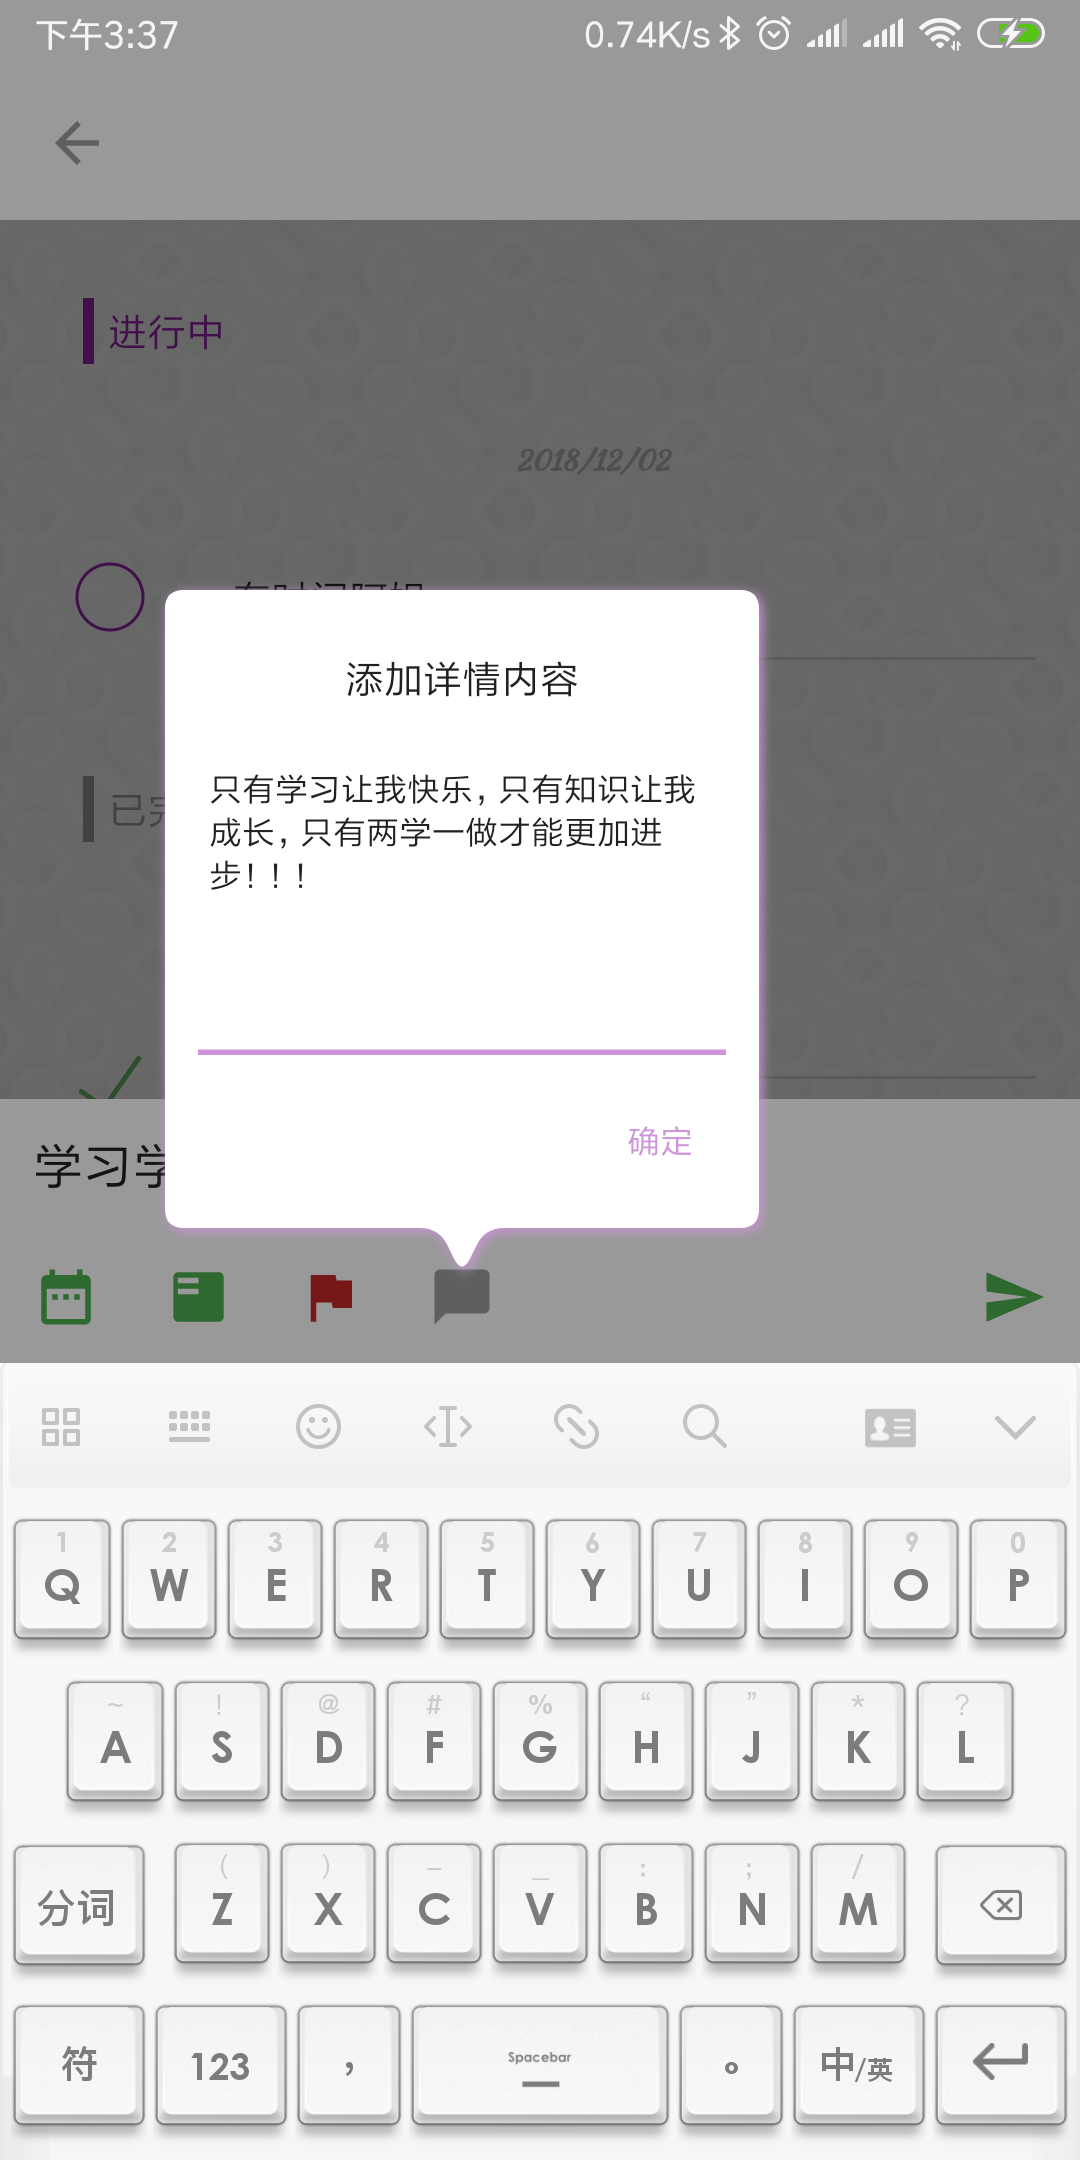 下午3:37 0.74K/s
进行中
2018/12/02
添加详情内容
只有学习让我快乐，只有知识让我
成长，只有两学一做才能更加进
步！！！
已完
确定
学习学
1 2 3 4 5 6 7 8 9 0
Q W E R T Y U I O P
~ ! @ # % “ ” * ?
A S D F G H J K L
( ) – _ : ; /
分词 Z X C V B N M
符 123 ， Spacebar 。 中/英